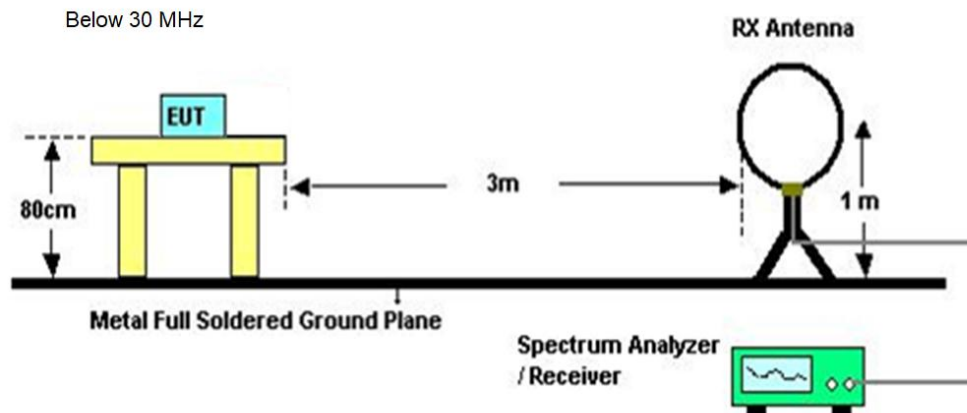 Below 30 MHz
RX Antenna
EUT
80cm
3m
1 m
Metal Full Soldered Ground Plane
Spectrum Analyzer
/ Receiver